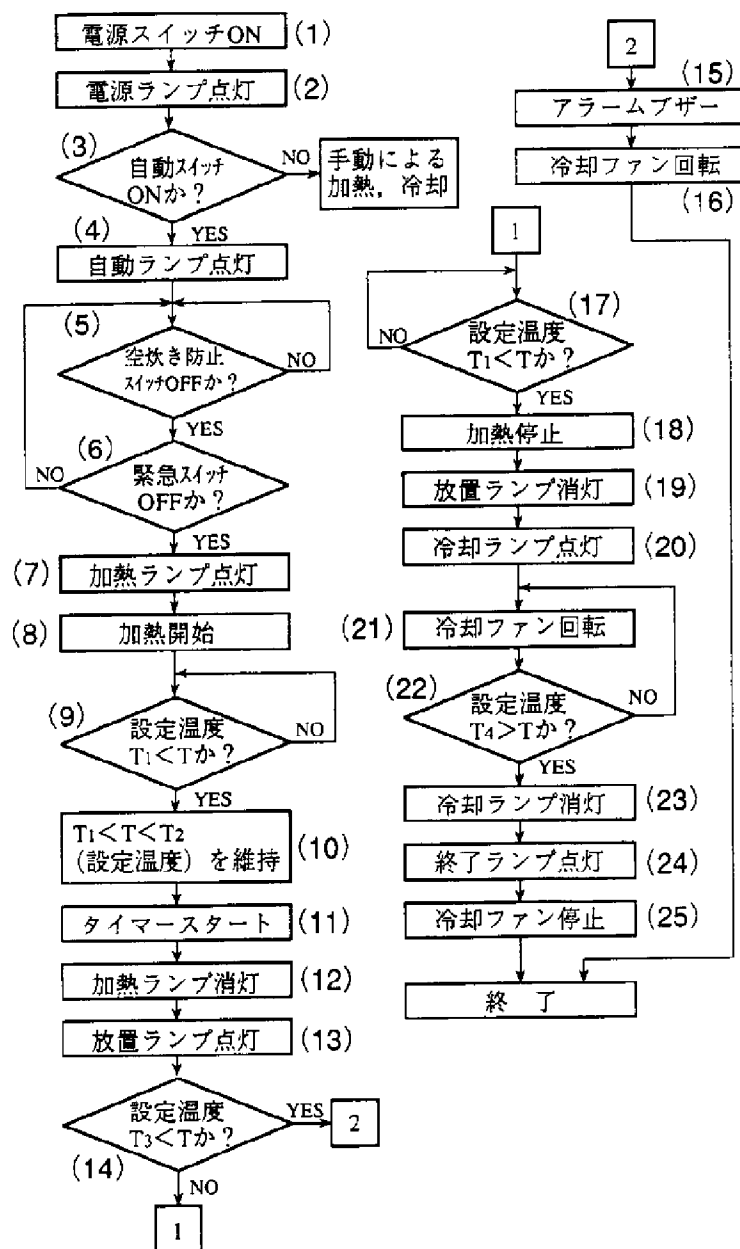 電源スイッチON
(1)
電源ランプ点灯
(2)
(3)
自動スイッチ
ONか?
NO
手動による
加熱, 冷却
YES
(4)
自動ランプ点灯
(5)
空炊き防止
スイッチOFFか?
NO
YES
(6)
緊急スイッチ
OFFか?
NO
YES
(7)
加熱ランプ点灯
(8)
加熱開始
(9)
設定温度
T1<Tか?
NO
YES
T1<T<T2
(設定温度) を維持
(10)
タイマースタート
(11)
加熱ランプ消灯
(12)
放置ランプ点灯
(13)
設定温度
T3<Tか?
YES
2
(14)
NO
1
2
(15)
アラームブザー
冷却ファン回転
(16)
1
(17)
設定温度
T1<Tか?
NO
YES
加熱停止
(18)
放置ランプ消灯
(19)
冷却ランプ点灯
(20)
(21)
冷却ファン回転
(22)
設定温度
T4>Tか?
NO
YES
冷却ランプ消灯
(23)
終了ランプ点灯
(24)
冷却ファン停止
(25)
終 了